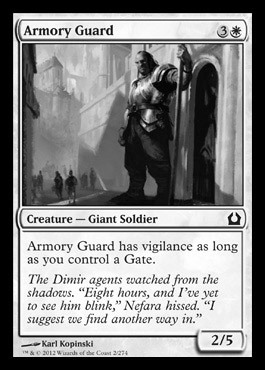 Armory Guard 3
Creature — Giant Soldier
Armory Guard has vigilance as long
as you control a Gate.
The Dimir agents watched from the
shadows. “Eight hours, and I’ve yet
to see him blink,” Nefara hissed. “I
suggest we find another way in.”
Karl Kopinski
™ & © 2012 Wizards of the Coast 2/274
2/5